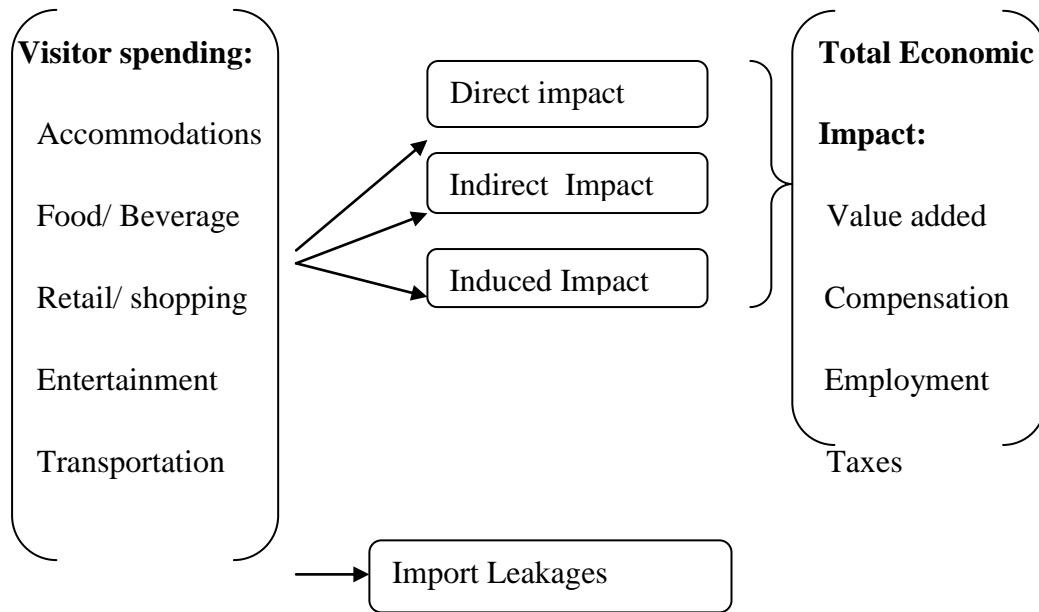 Visitor spending:
Accommodations
Food/ Beverage
Retail/ shopping
Entertainment
Transportation
Direct impact
Indirect Impact
Induced Impact
Import Leakages
Total Economic
Impact:
Value added
Compensation
Employment
Taxes